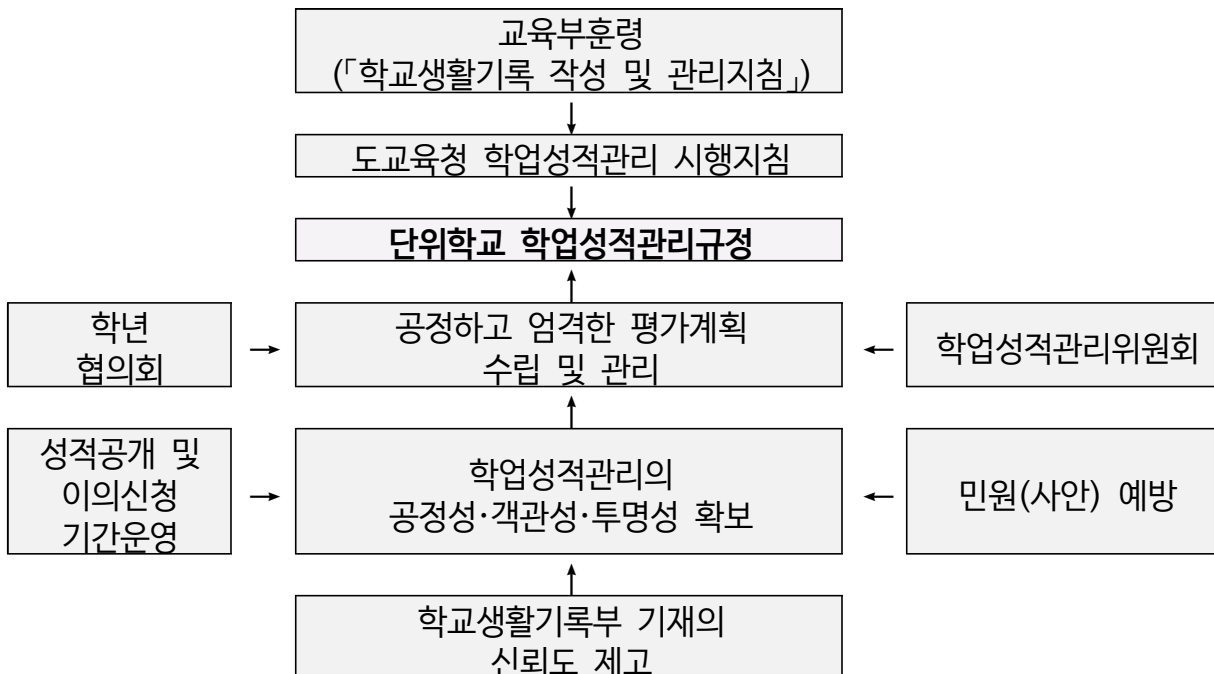 교육부훈령
(「학교생활기록 작성 및 관리지침」)
도교육청 학업성적관리 시행지침
단위학교 학업성적관리규정
학년
협의회
공정하고 엄격한 평가계획
수립 및 관리
학업성적관리위원회
성적공개 및
이의신청
기간운영
학업성적관리의
공정성·객관성·투명성 확보
민원(사안) 예방
학교생활기록부 기재의
신뢰도 제고